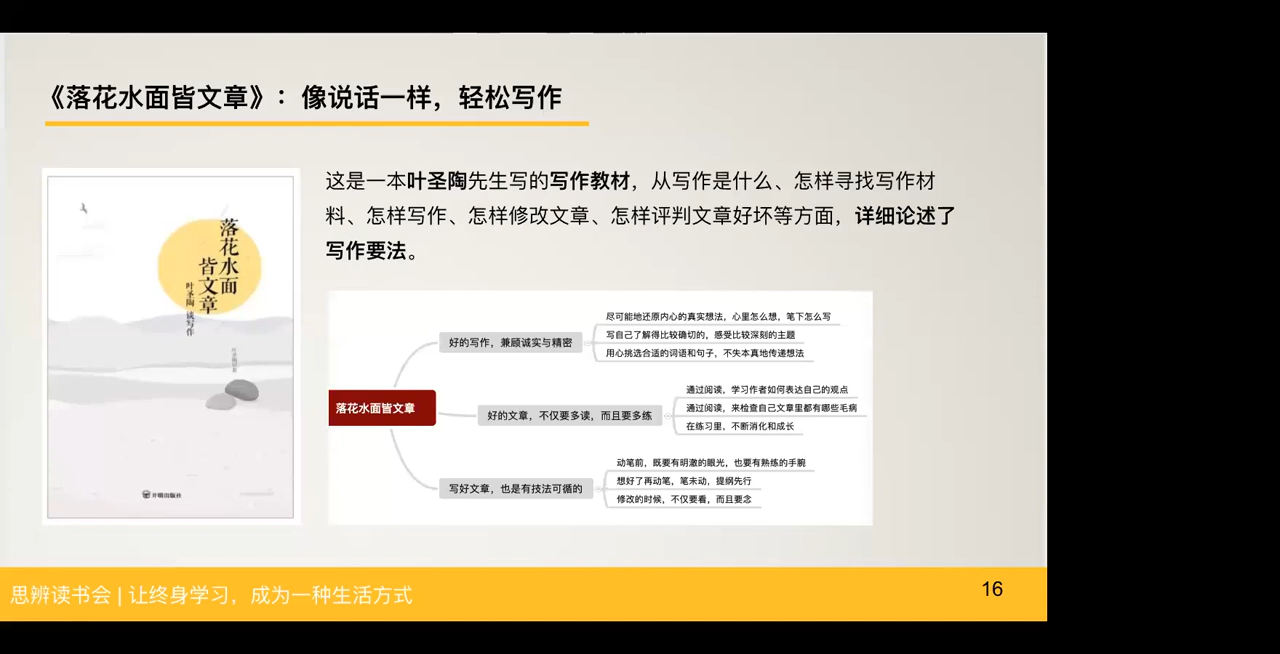 《落花水面皆文章》：像说话一样，轻松写作
这是一本叶圣陶先生写的写作教材，从写作是什么、怎样寻找写作材
料、怎样写作、怎样修改文章、怎样评判文章好坏等方面，详细论述了
写作要法。
落花水面
皆文章
叶圣陶 谈写作
开明出版社
落花水面皆文章
好的写作，兼顾诚实与精密
尽可能地还原内心的真实想法，心里怎么想，笔下怎么写
写自己了解得比较确切的，感受比较深刻的主题
用心挑选合适的词语和句子，不失本真地传递想法
好的文章，不仅要多读，而且要多练
通过阅读，学习作者如何表达自己的观点
通过阅读，来检查自己文章里都有哪些毛病
在练习里，不断消化和成长
写好文章，也是有技法可循的
动笔前，既要有明澈的眼光，也要有熟练的手腕
想好了再动笔，笔未动，提纲先行
修改的时候，不仅要看，而且要念
思辨读书会 | 让终身学习，成为一种生活方式
16